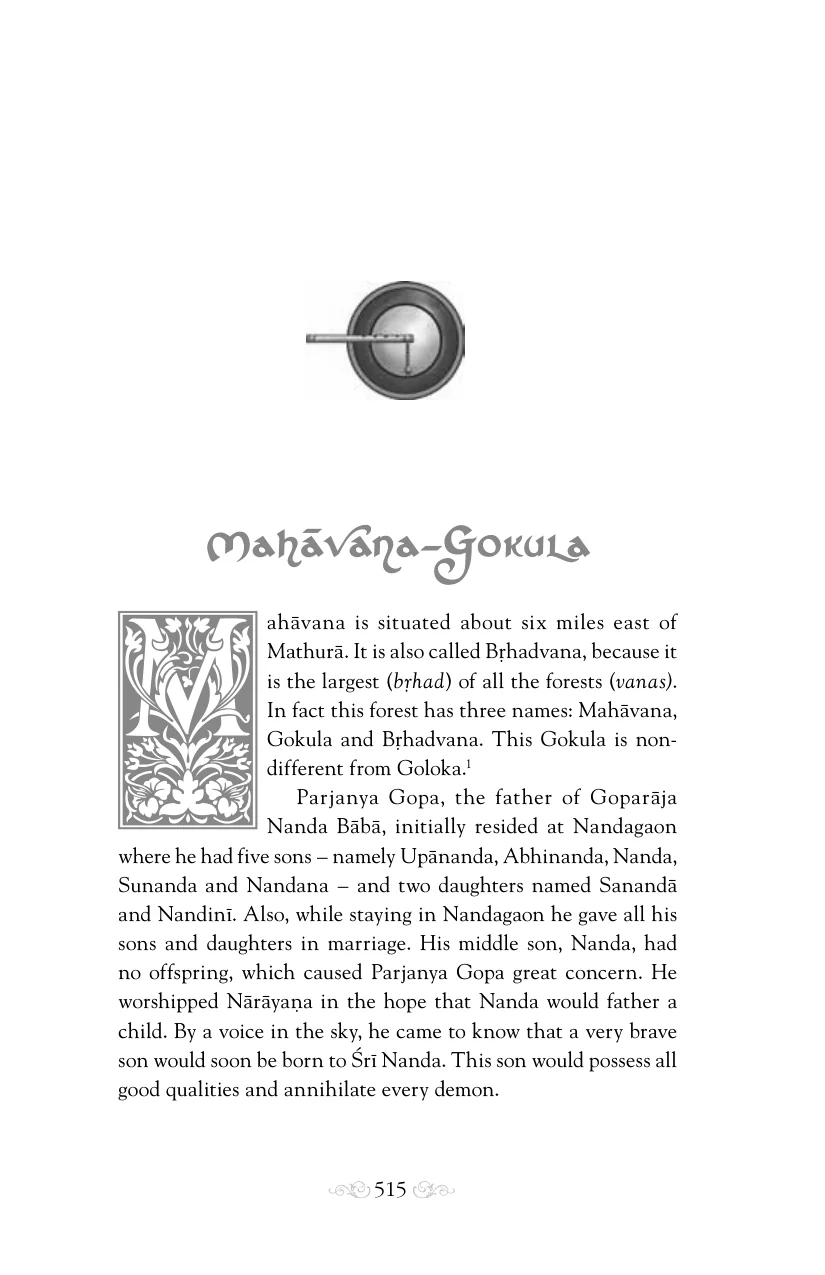 Mahāvana–Gokula
Mahāvana is situated about six miles east of
Mathurā. It is also called Bṛhadvana, because it
is the largest (bṛhad) of all the forests (vanas).
In fact this forest has three names: Mahāvana,
Gokula and Bṛhadvana. This Gokula is non-
different from Goloka.¹
Parjanya Gopa, the father of Goparāja
Nanda Bābā, initially resided at Nandagaon
where he had five sons – namely Upānanda, Abhinanda, Nanda,
Sunanda and Nandana – and two daughters named Sanandā
and Nandinī. Also, while staying in Nandagaon he gave all his
sons and daughters in marriage. His middle son, Nanda, had
no offspring, which caused Parjanya Gopa great concern. He
worshipped Nārāyaṇa in the hope that Nanda would father a
child. By a voice in the sky, he came to know that a very brave
son would soon be born to Śrī Nanda. This son would possess all
good qualities and annihilate every demon.
515